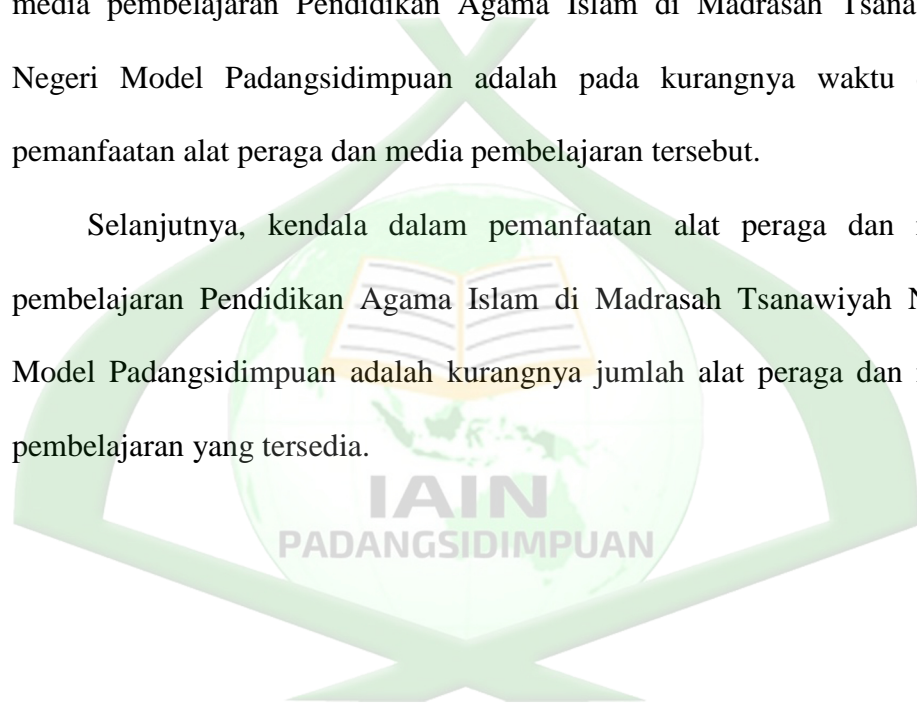 media pembelajaran Pendidikan Agama Islam di Madrasah
Negeri Model Padangsidimpuan adalah pada kurangnya waktu
pemanfaatan alat peraga dan media pembelajaran tersebut.
Selanjutnya, kendala dalam pemanfaatan alat peraga dan
pembelajaran Pendidikan Agama Islam di Madrasah Tsanawiyah
Model Padangsidimpuan adalah kurangnya jumlah alat peraga dan
pembelajaran yang tersedia.
IAIN
PADANGSIDIMPUAN